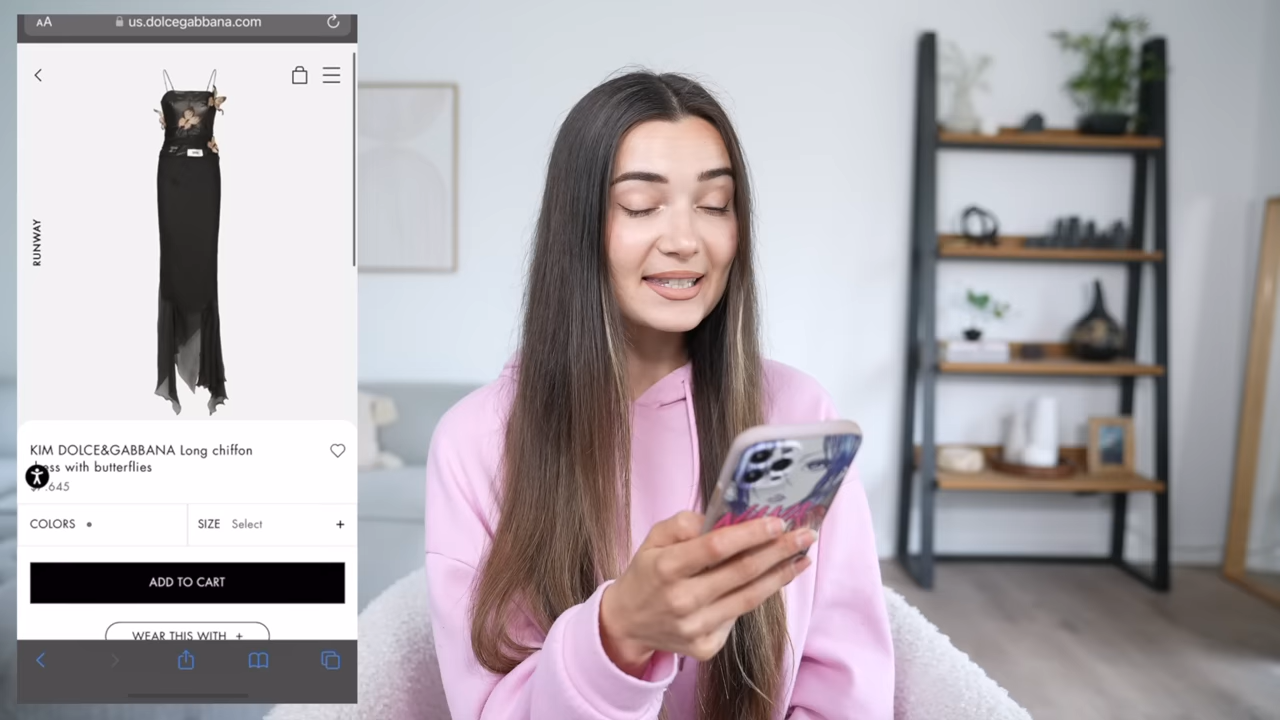 AA us.dolcegabbana.com
RUNWAY
KIM DOLCE&GABBANA Long chiffon
with butterflies
COLORS SIZE Select +
ADD TO CART
WEAR THIS WITH +